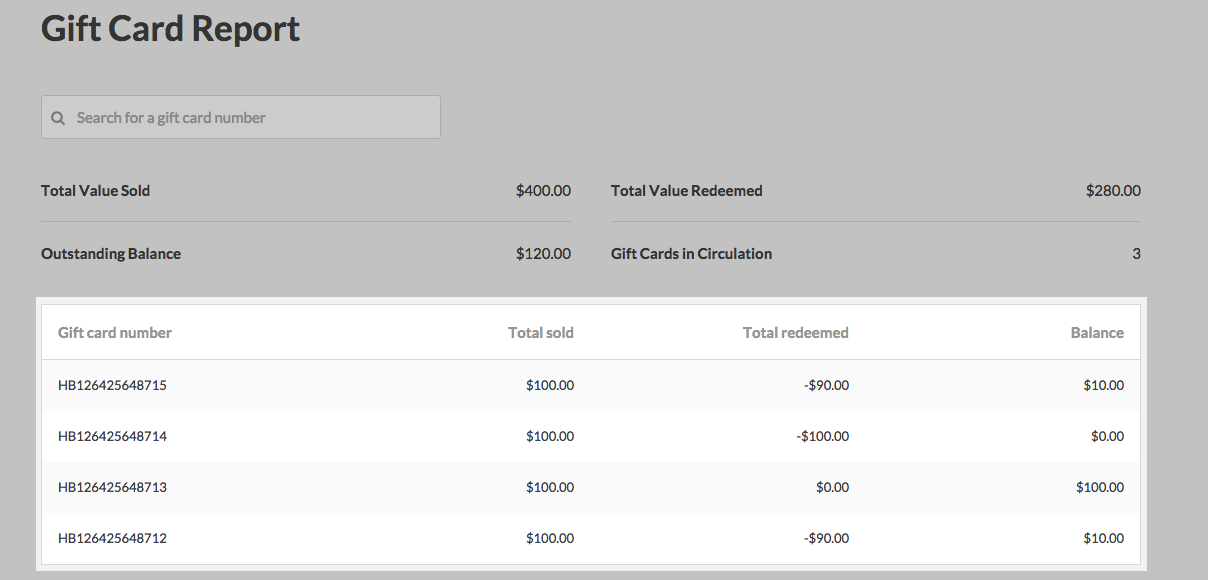 Gift Card Report
Search for a gift card number
Total Value Sold $400.00 Total Value Redeemed $280.00
Outstanding Balance $120.00 Gift Cards in Circulation 3
Gift card number Total sold Total redeemed Balance
HB126425648715 $100.00 -$90.00 $10.00
HB126425648714 $100.00 -$100.00 $0.00
HB126425648713 $100.00 $0.00 $100.00
HB126425648712 $100.00 -$90.00 $10.00